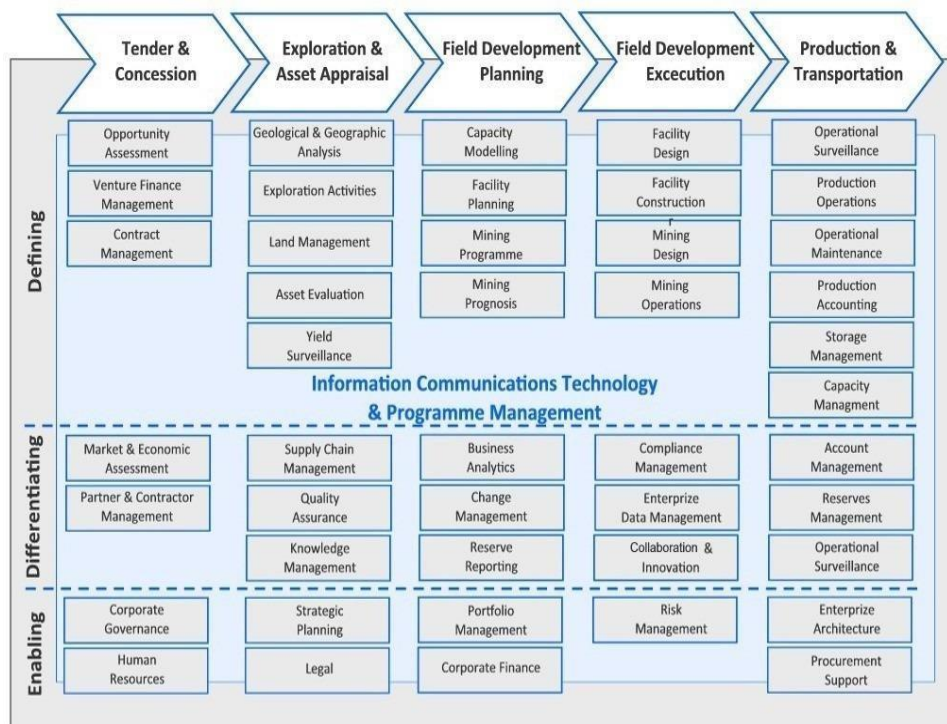 Tender &
Concession
Exploration &
Asset Appraisal
Field Development
Planning
Field Development
Excecution
Production &
Transportation
Defining
Opportunity
Assessment
Venture Finance
Management
Contract
Management
Geological & Geographic
Analysis
Exploration Activities
Land Management
Asset Evaluation
Yield
Surveillance
Capacity
Modelling
Facility
Planning
Mining
Programme
Mining
Prognosis
Facility
Design
Facility
Construction
r
Mining
Design
Mining
Operations
Operational
Surveillance
Production
Operations
Operational
Maintenance
Production
Accounting
Storage
Management
Capacity
Managment
Information Communications Technology
& Programme Management
Differentiating
Market & Economic
Assessment
Partner & Contractor
Management
Supply Chain
Management
Quality
Assurance
Knowledge
Management
Business
Analytics
Change
Management
Reserve
Reporting
Compliance
Management
Enterprize
Data Management
Collaboration &
Innovation
Account
Management
Reserves
Management
Operational
Surveillance
Enabling
Corporate
Governance
Human
Resources
Strategic
Planning
Legal
Portfolio
Management
Corporate Finance
Risk
Management
Enterprize
Architecture
Procurement
Support